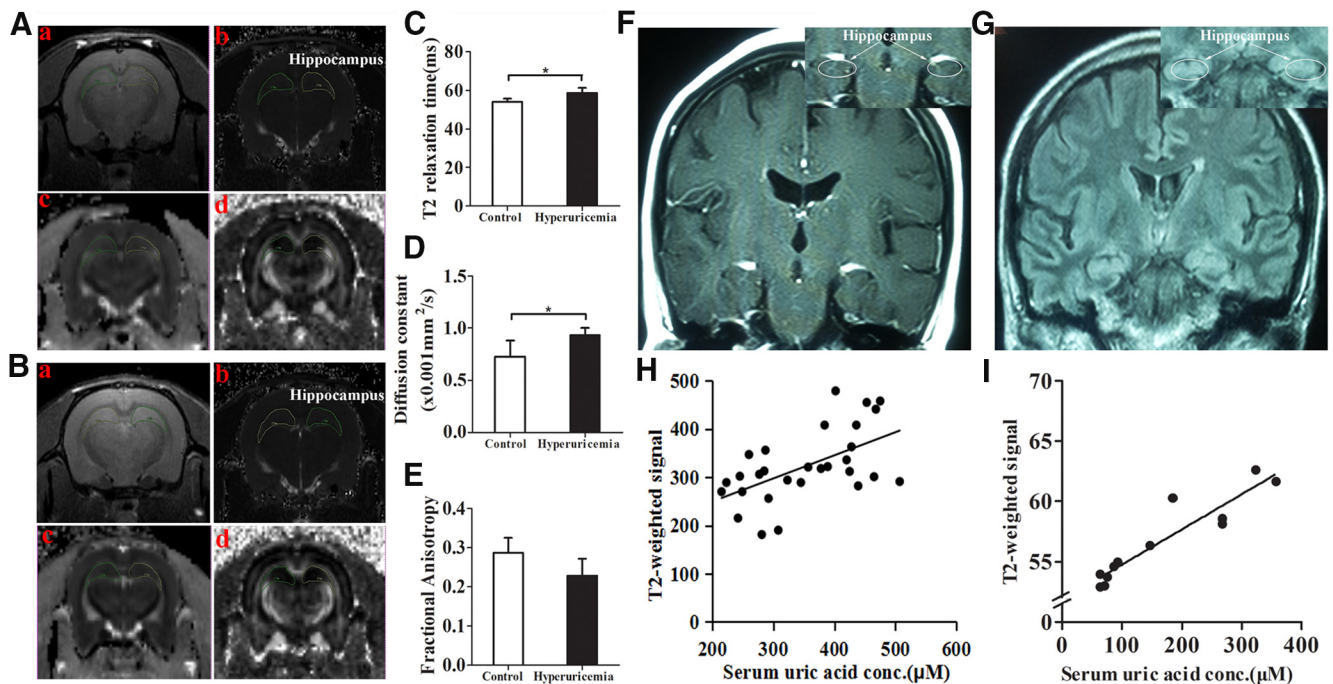 A
a
b
Hippocampus
c
d
B
a
b
Hippocampus
c
d
C
T2 relaxation time(ms)
80
60
40
20
0
*
Control
Hyperuricemia
D
Diffusion constant
(x0.001mm²/s)
1.5
1.0
0.5
0.0
*
Control
Hyperuricemia
E
Fractional Anisotropy
0.4
0.3
0.2
0.1
0.0
Control
Hyperuricemia
F
Hippocampus
G
Hippocampus
H
T2-weighted signal
500
400
300
200
100
0
200 300 400 500 600
Serum uric acid conc.(μM)
I
T2-weighted signal
70
65
60
55
0
0 100 200 300 400
Serum uric acid conc.(μM)